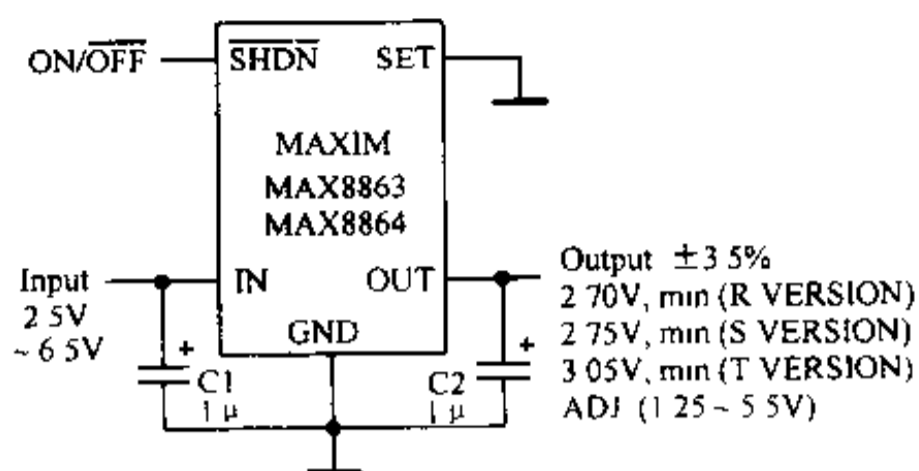 ON/OFF
SHDN
SET
MAXIM
MAX8863
MAX8864
Input
2 5V
~ 6 5V
IN
OUT
GND
+
C1
1 μ
+
C2
1 μ
Output ±3 5%
2 70V, min (R VERSION)
2 75V, min (S VERSION)
3 05V, min (T VERSION)
ADJ (1 25 ~ 5 5V)